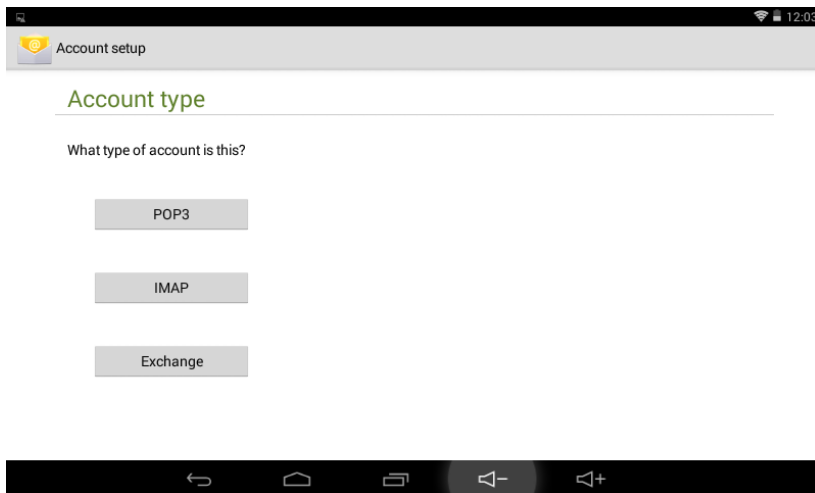 12:03
Account setup
Account type
What type of account is this?
POP3
IMAP
Exchange